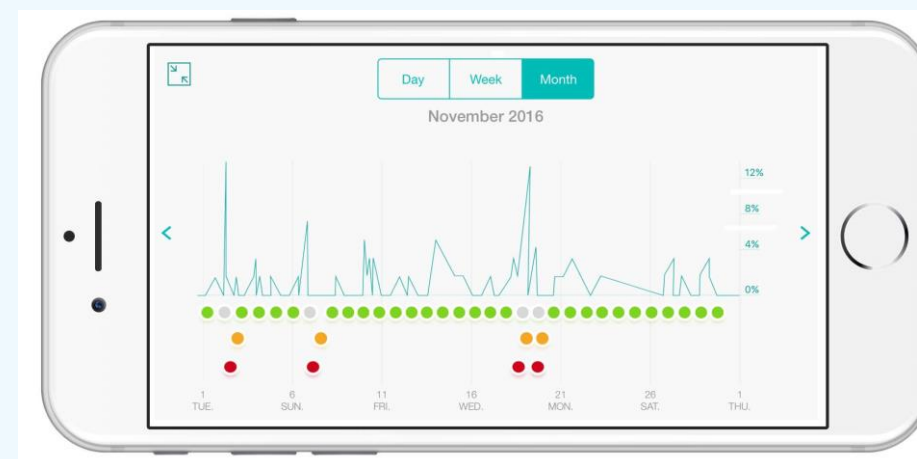 Day Week Month
November 2016
12%
8%
4%
0%
1 6 11 16 21 26 1
TUE. SUN. FRI. WED. MON. SAT. THU.